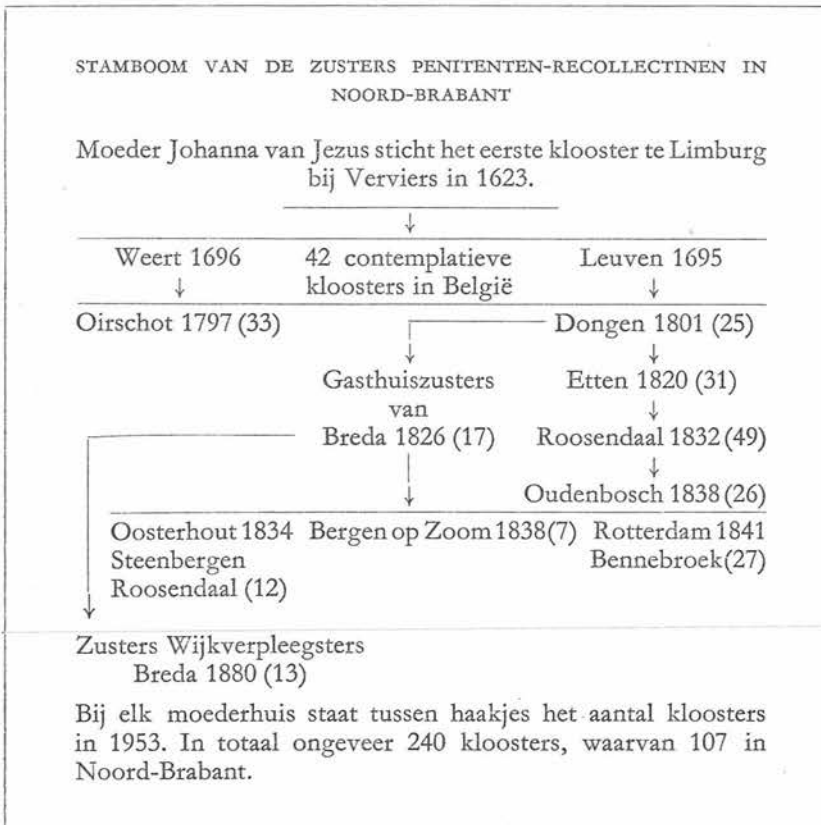 STAMBOOM VAN DE ZUSTERS PENITENTEN-RECOLLECTINEN IN
NOORD-BRABANT
Moeder Johanna van Jezus sticht het eerste klooster te Limburg
bij Verviers in 1623.
Weert 1696 42 contemplatieve Leuven 1695
kloosters in België
Oirschot 1797 (33) Dongen 1801 (25)
Gasthuiszusters Etten 1820 (31)
van
Breda 1826 (17) Roosendaal 1832 (49)
Oudenbosch 1838 (26)
Oosterhout 1834 Bergen op Zoom 1838 (7) Rotterdam 1841
Steenbergen Bennebroek (27)
Roosendaal (12)
Zusters Wijkverpleegsters
Breda 1880 (13)
Bij elk moederhuis staat tussen haakjes het aantal kloosters
in 1953. In totaal ongeveer 240 kloosters, waarvan 107 in
Noord-Brabant.